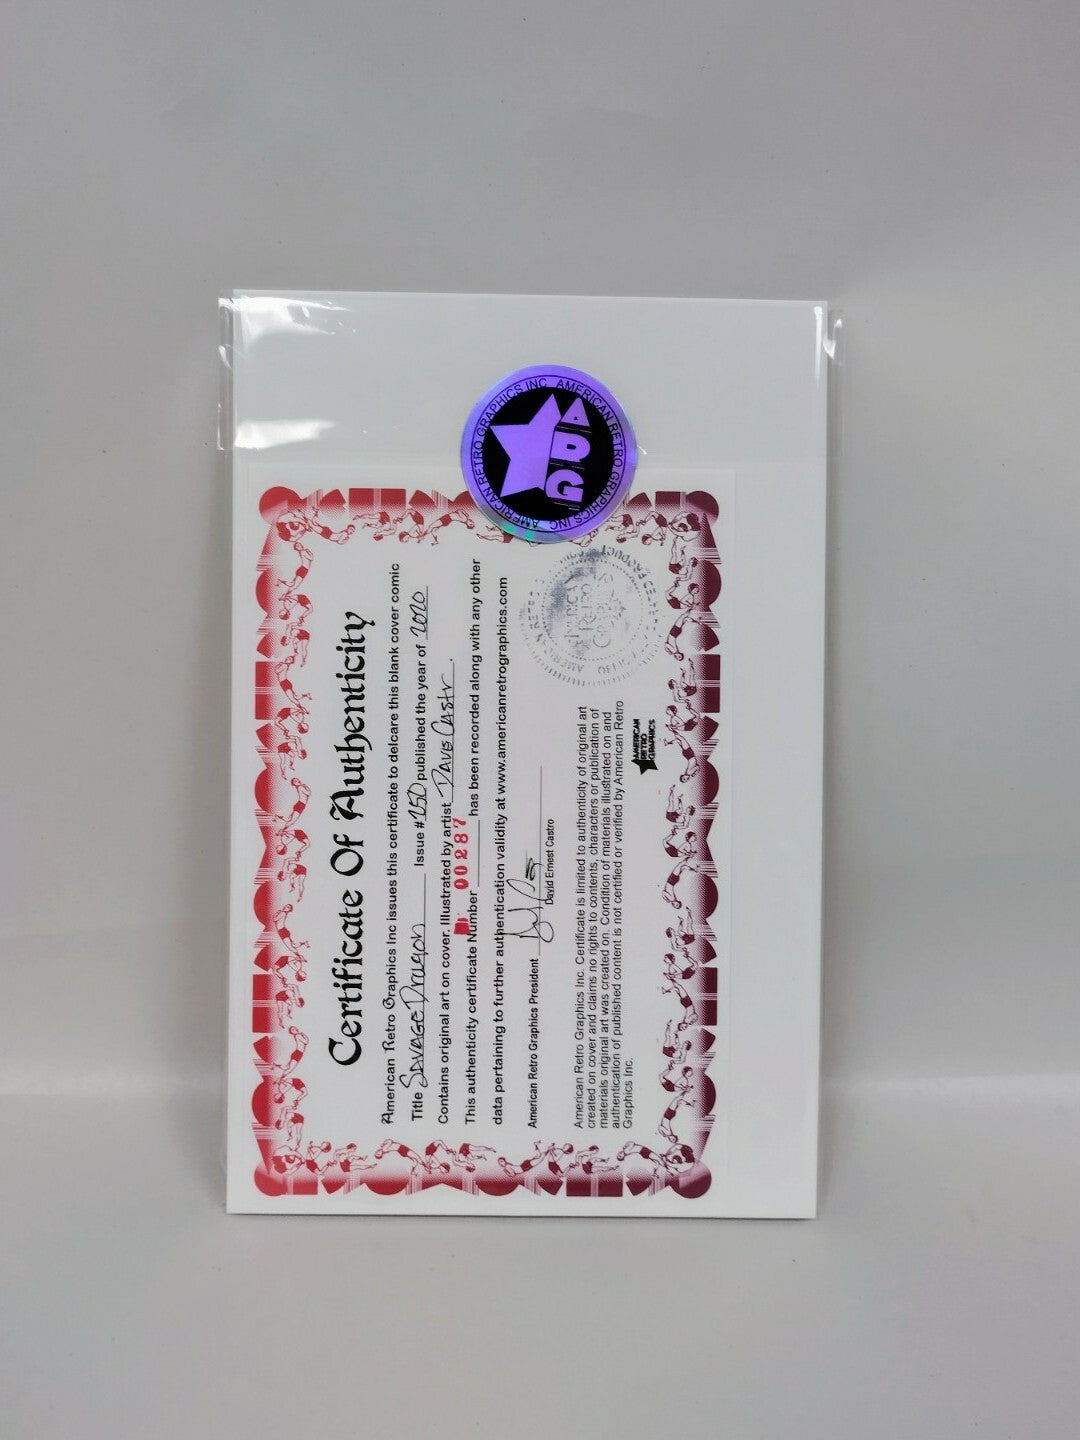 AMERICAN RETRO GRAPHICS INC AMERICAN RETRO GRAPHICS INC
ARG
Certificate Of Authenticity
American Retro Graphics Inc issues this certificate to delcare this blank cover comic
Title SAVAGE Dragon Issue #250 published the year of 2020
Contains original art on cover. Illustrated by artist DAVE CASTR.
This authenticity certificate Number 00287 has been recorded along with any other
data pertaining to further authentication validity at www.americanretrographics.com
American Retro Graphics President
David Ernest Castro
American Retro Graphics Inc. Certificate is limited to authenticity of original art
created on cover and claims no rights to contents, characters or publication of
materials original art was created on. Condition of materials illustrated on and
authentication of published content is not certified or verified by American Retro
Graphics Inc.
AMERICAN
RETRO
GRAPHICS